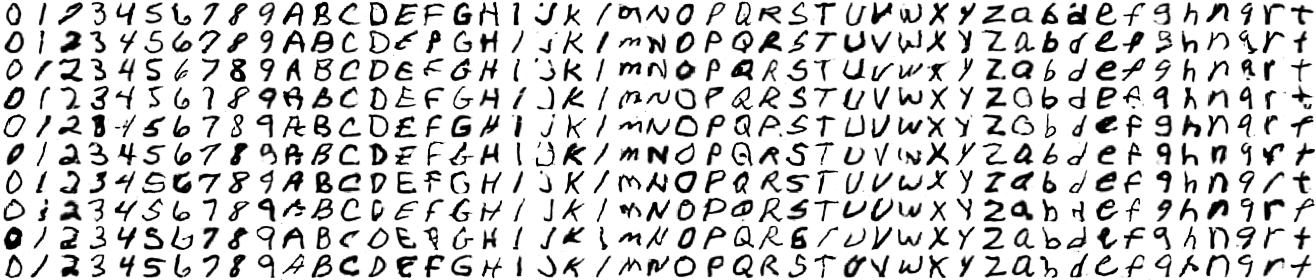 0 1 2 3 4 5 6 7 8 9 A B C D E F G H I J K l m N O P Q R S T U V W X Y Z a b d e f g h n q r t
0 1 2 3 4 5 6 7 8 9 A B C D E F G H I J K l m N O P Q R S T U V W X Y Z a b d e f g h n q r t
0 1 2 3 4 5 6 7 8 9 A B C D E F G H I J K l m N O P Q R S T U V W X Y Z a b d e f g h n q r t
0 1 2 3 4 5 6 7 8 9 A B C D E F G H I J K l m N O P Q R S T U V W X Y Z a b d e f g h n q r t
0 1 2 8 4 5 6 7 8 9 A B C D E F G H I J K l m N O P Q R S T U V W X Y Z a b d e f g h n q r t
0 1 2 3 4 5 6 7 8 9 A B C D E F G H I J K l m N O P Q R S T U V W X Y Z a b d e f g h n q r t
0 1 2 3 4 5 6 7 8 9 A B C D E F G H I J K l m N O P Q R S T U V W X Y Z a b d e f g h n q r t
0 1 2 3 4 5 6 7 8 9 A B C D E F G H I J K l m N O P Q R S T U V W X Y Z a b d e f g h n q r t
0 1 2 3 4 5 6 7 8 9 A B C D E F G H I J K l m N O P Q R S T U V W X Y Z a b d e f g h n q r t
0 1 2 3 4 5 6 7 8 9 A B C D E F G H I J K l m N O P Q R S T U V W X Y Z a b d e f g h n q r t